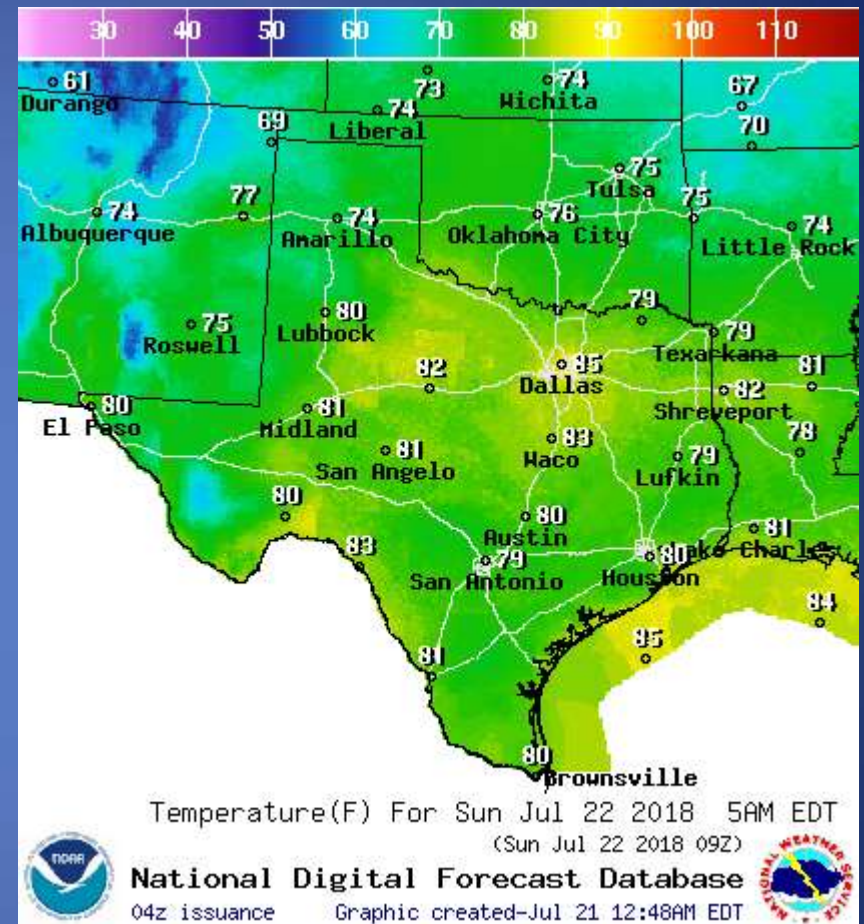 30 40 50 60 70 80 90 100 110
61
Durango
73
74
Wichita
67
74
Liberal
69
70
75
Tulsa
74
Albuquerque
77
74
Amarillo
76
Oklahoma City
75
74
Little Rock
75
Roswell
80
Lubbock
79
79
Texarkana
85
Dallas
82
82
Shreveport
81
80
El Paso
81
Midland
81
San Angelo
83
Waco
79
Lufkin
78
80
80
Austin
81
Lake Charles
83
79
San Antonio
80
Houston
84
85
81
80
Brownsville
Temperature(F) For Sun Jul 22 2018 5AM EDT
(Sun Jul 22 2018 09Z)
NOAA
National Digital Forecast Database
04z issuance Graphic created-Jul 21 12:48AM EDT
NATIONAL WEATHER SERVICE